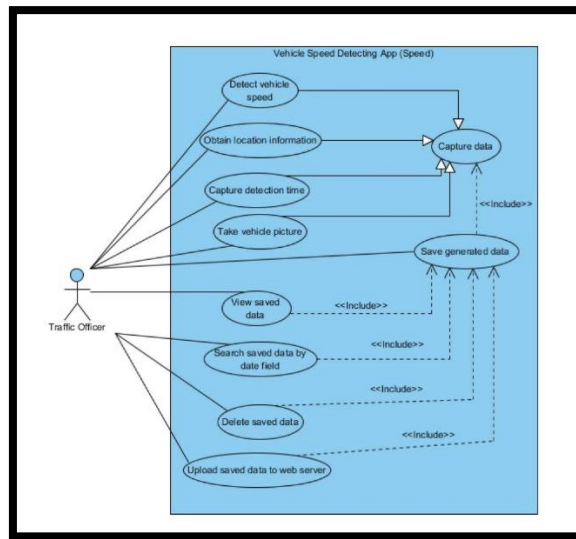 Vehicle Speed Detecting App (Speed)
Detect vehicle
speed
Obtain location information
Capture data
Capture detection time
<<Include>>
Take vehicle picture
Save generated data
Traffic Officer
View saved
data
<<Include>>
Search saved data by
date field
<<Include>>
Delete saved data
<<Include>>
Upload saved data to web server